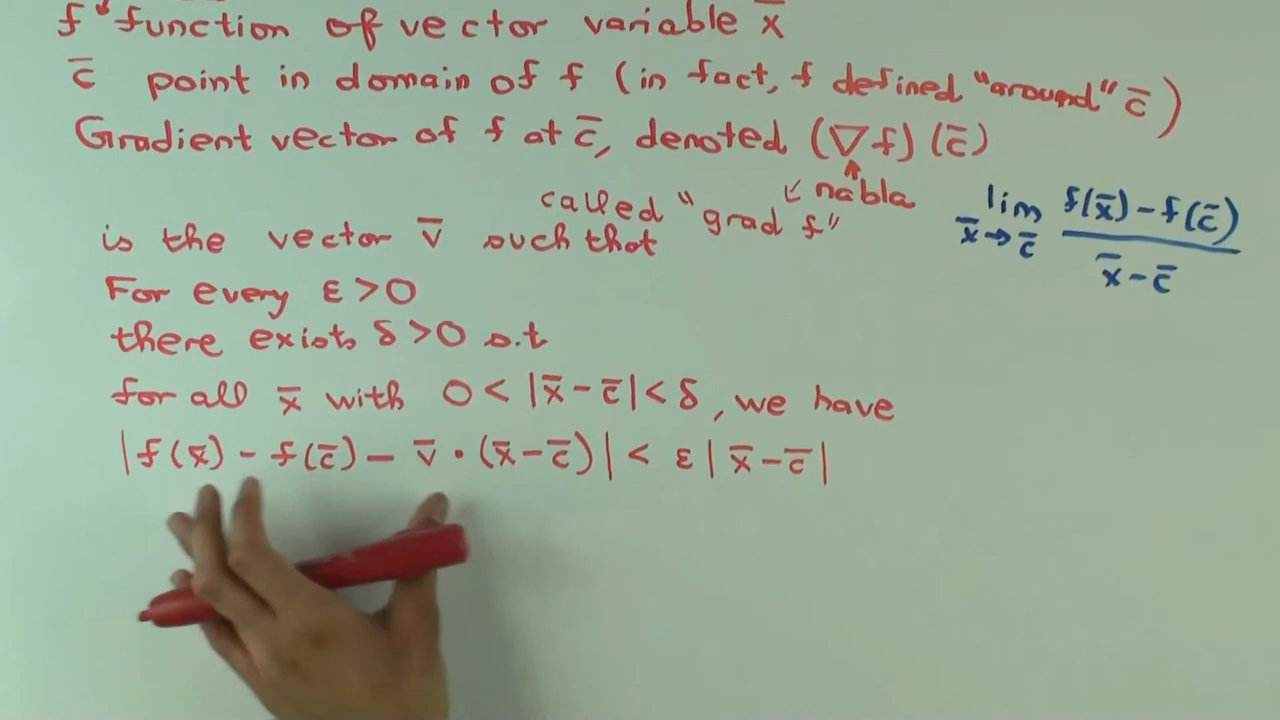 f function of vector variable x̄
c̄ point in domain of f (in fact, f defined "around" c̄)
Gradient vector of f at c̄, denoted (∇f)(c̄)
↙ nabla
called "grad f"
is the vector v̄ such that
For every ε>0
there exists δ>0 s.t
for all x̄ with 0 < |x̄-c̄| < δ, we have
|f(x̄) - f(c̄) - v̄ · (x̄-c̄)| < ε|x̄-c̄|
lim f(x̄) - f(c̄)
x̄→c̄ x̄-c̄